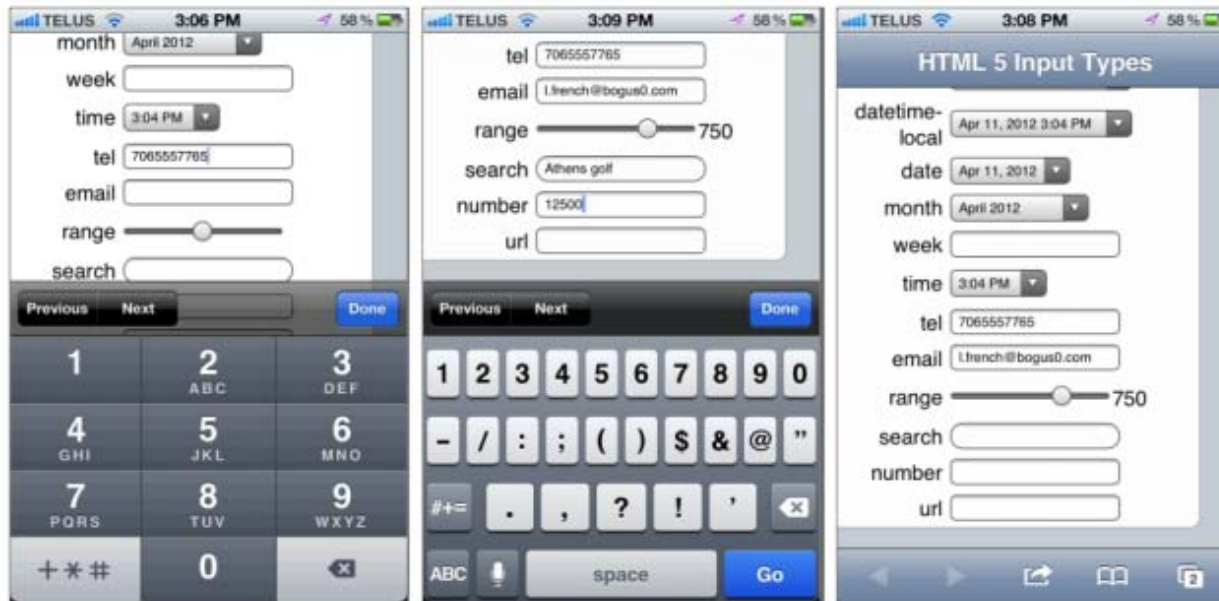 TELUS 3:06 PM 58%
month April 2012
week
time 3:04 PM
tel 7065557765
email
range
search
Previous Next Done
1 2 3
ABC DEF
4 5 6
GHI JKL MNO
7 8 9
PQRS TUV WXYZ
+*# 0
TELUS 3:09 PM 58%
tel 7065557765
email l.french@bogus0.com
range 750
search Athens golf
number 12500
url
Previous Next Done
1 2 3 4 5 6 7 8 9 0
- / : ; ( ) $ & @ "
#+= . , ? ! '
ABC space Go
TELUS 3:08 PM 58%
HTML 5 Input Types
datetime-
local Apr 11, 2012 3:04 PM
date Apr 11, 2012
month April 2012
week
time 3:04 PM
tel 7065557765
email l.french@bogus0.com
range 750
search
number
url
2